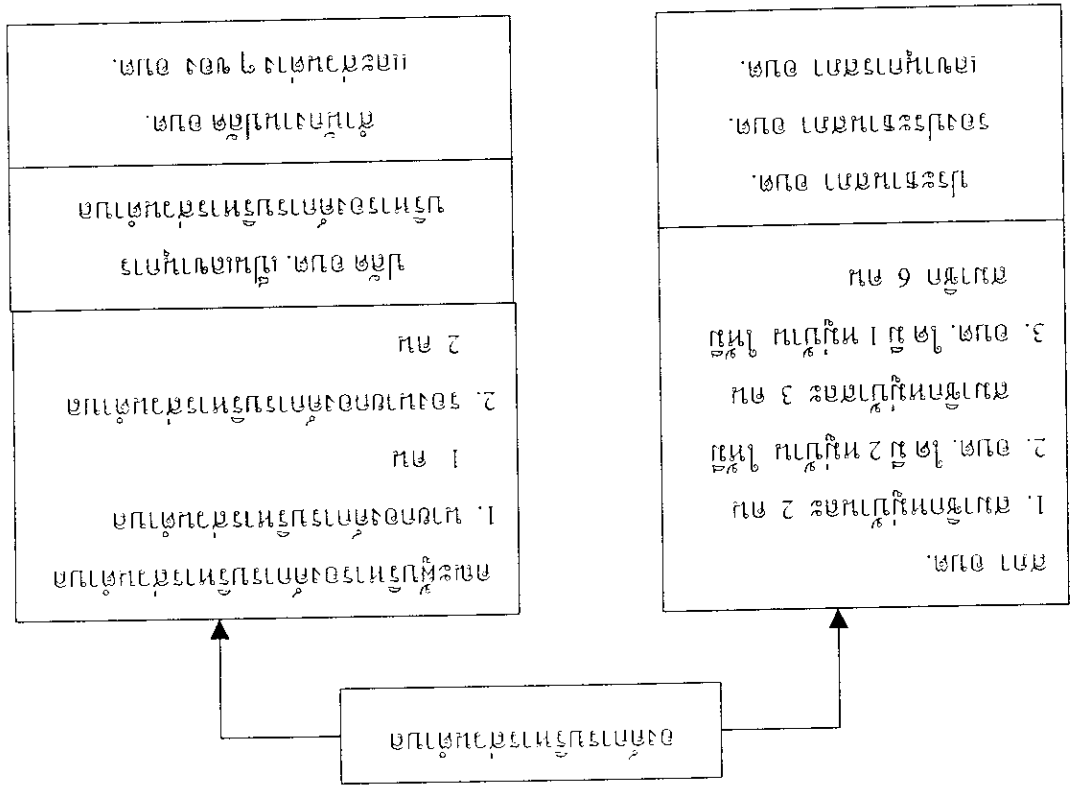 องค์การบริหารส่วนตำบล
สภา อบต.
1. สมาชิกหมู่บ้านละ 2 คน
2. อบต. ใด มี 2 หมู่บ้าน ให้มี
สมาชิกหมู่บ้านละ 3 คน
3. อบต. ใด มี 1 หมู่บ้าน ให้มี
สมาชิก 6 คน
ประธานสภา อบต.
รองประธานสภา อบต.
เลขานุการสภา อบต.
คณะผู้บริหารองค์การบริหารส่วนตำบล
1. นายกองค์การบริหารส่วนตำบล
1 คน
2. รองนายกองค์การบริหารส่วนตำบล
2 คน
ปลัด อบต. เป็นเลขานุการ
บริหารองค์การบริหารส่วนตำบล
สำนักงานปลัด อบต.
และส่วนต่าง ๆ ของ อบต.